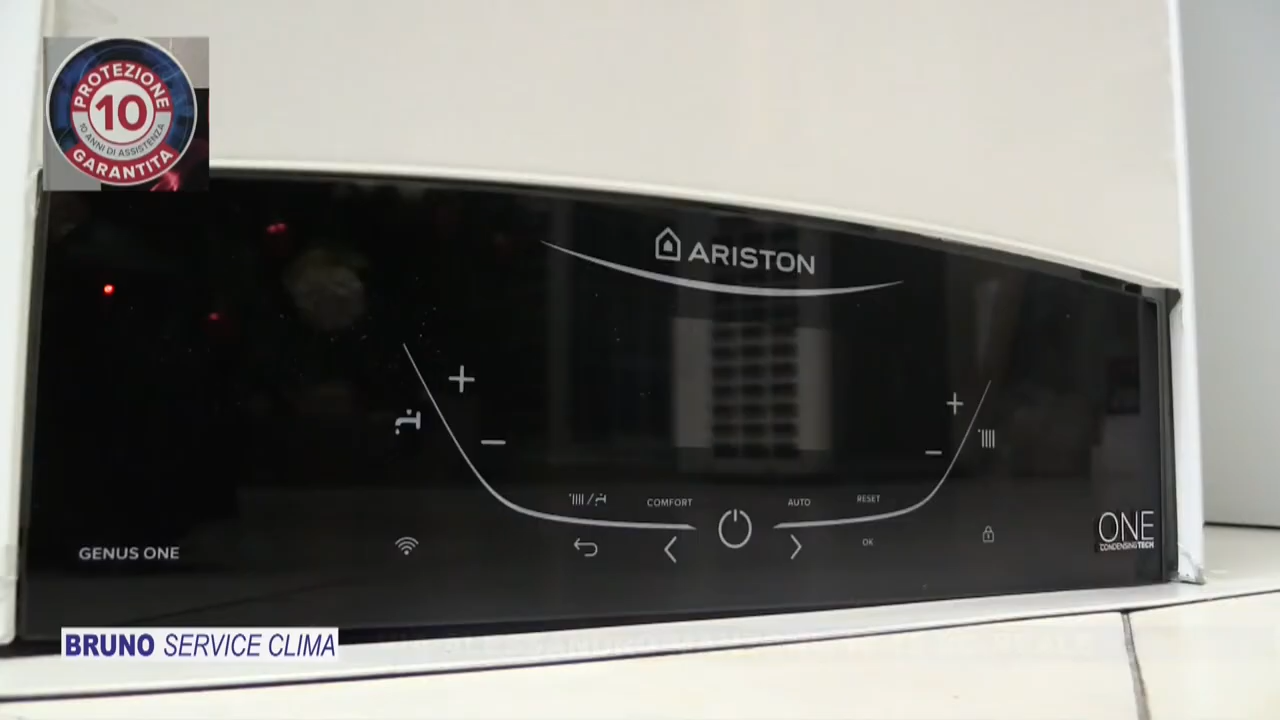 PROTEZIONE
10
10 ANNI DI ASSISTENZA
GARANTITA
ARISTON
COMFORT
AUTO
RESET
OK
GENUS ONE
ONE
CONDENSING TECH
BRUNO SERVICE CLIMA